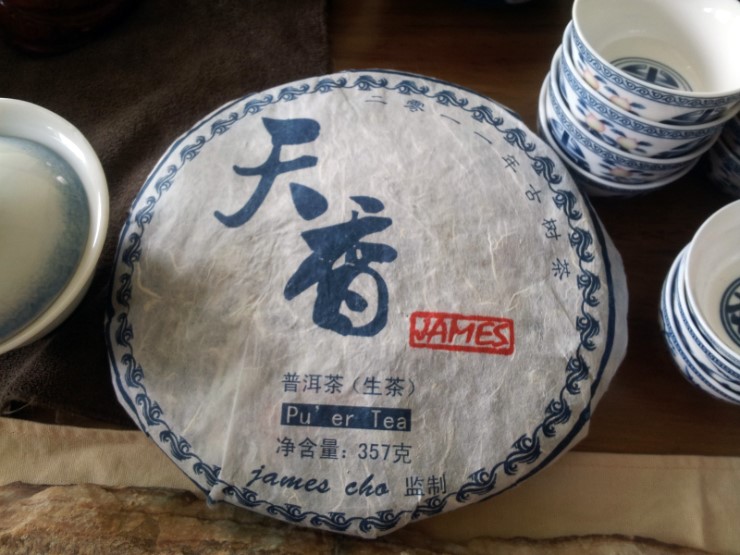 二零一一年古树茶
天香
JAMES
普洱茶（生茶）
Pu'er Tea
净含量：357克
james cho 监制